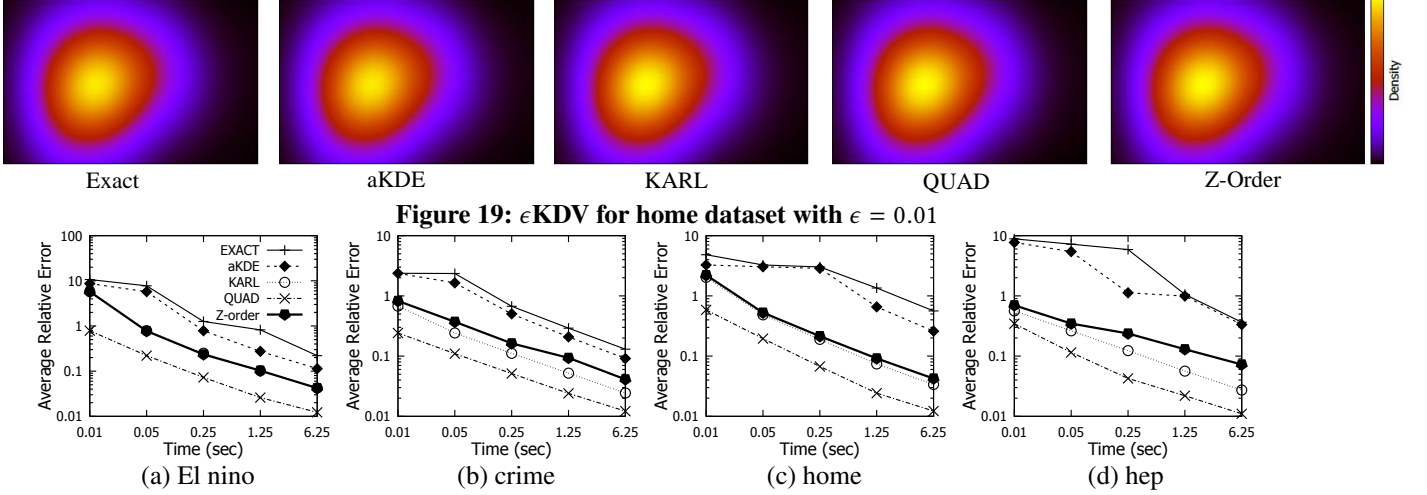 Density
Exact aKDE KARL QUAD Z-Order
Figure 19: ϵKDV for home dataset with ϵ = 0.01
Average Relative Error
100
10
1
0.1
0.01
EXACT
aKDE
KARL
QUAD
Z-order
0.01 0.05 0.25 1.25 6.25
Time (sec)
(a) El nino
Average Relative Error
10
1
0.1
0.01
0.01 0.05 0.25 1.25 6.25
Time (sec)
(b) crime
Average Relative Error
10
1
0.1
0.01
0.01 0.05 0.25 1.25 6.25
Time (sec)
(c) home
Average Relative Error
10
1
0.1
0.01
0.01 0.05 0.25 1.25 6.25
Time (sec)
(d) hep